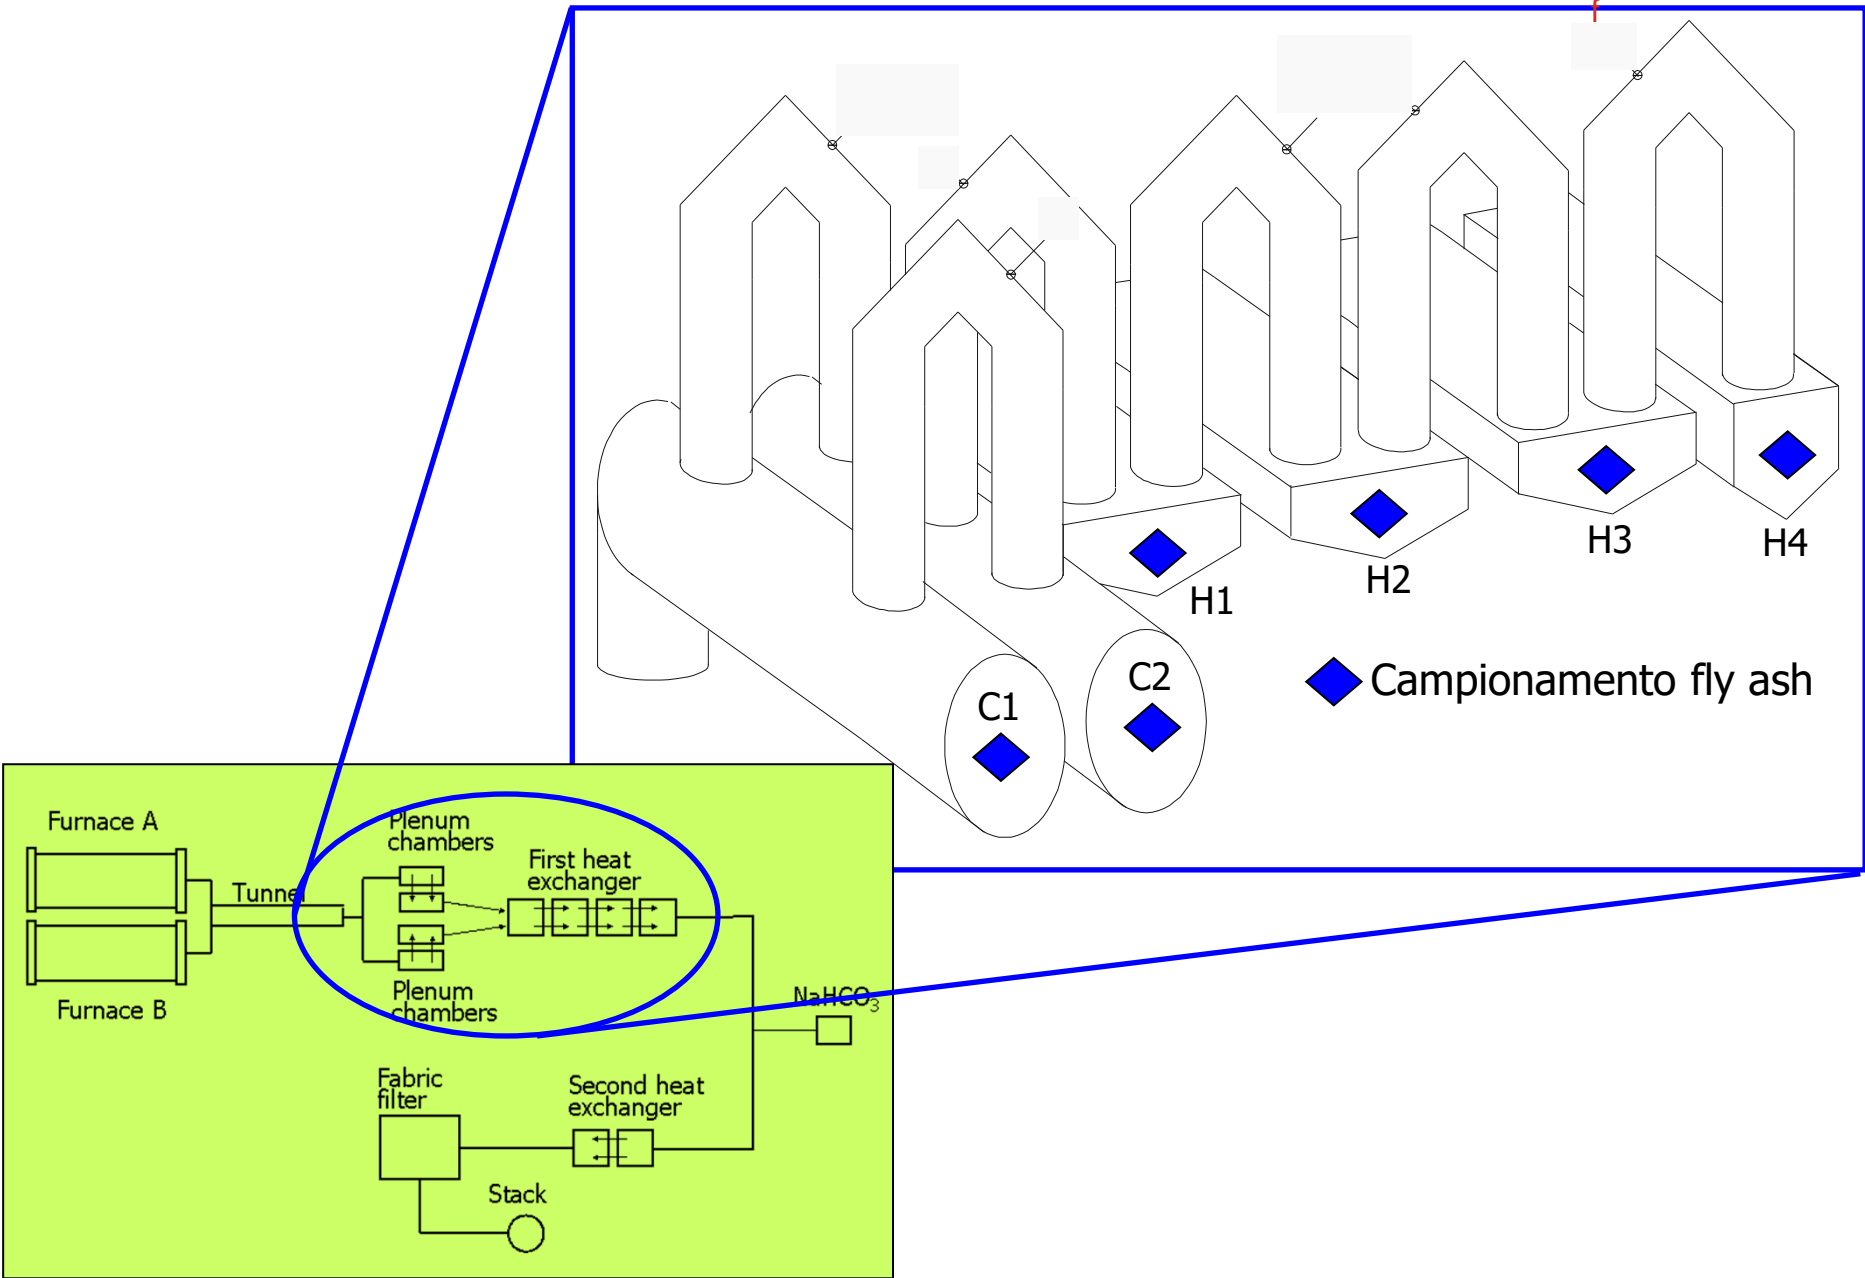 f
H3
H4
H2
H1
C2
C1
Campionamento fly ash
Furnace A
Plenum
chambers
First heat
exchanger
Tunnel
Furnace B
Plenum
chambers
NaHCO3
Fabric
filter
Second heat
exchanger
Stack